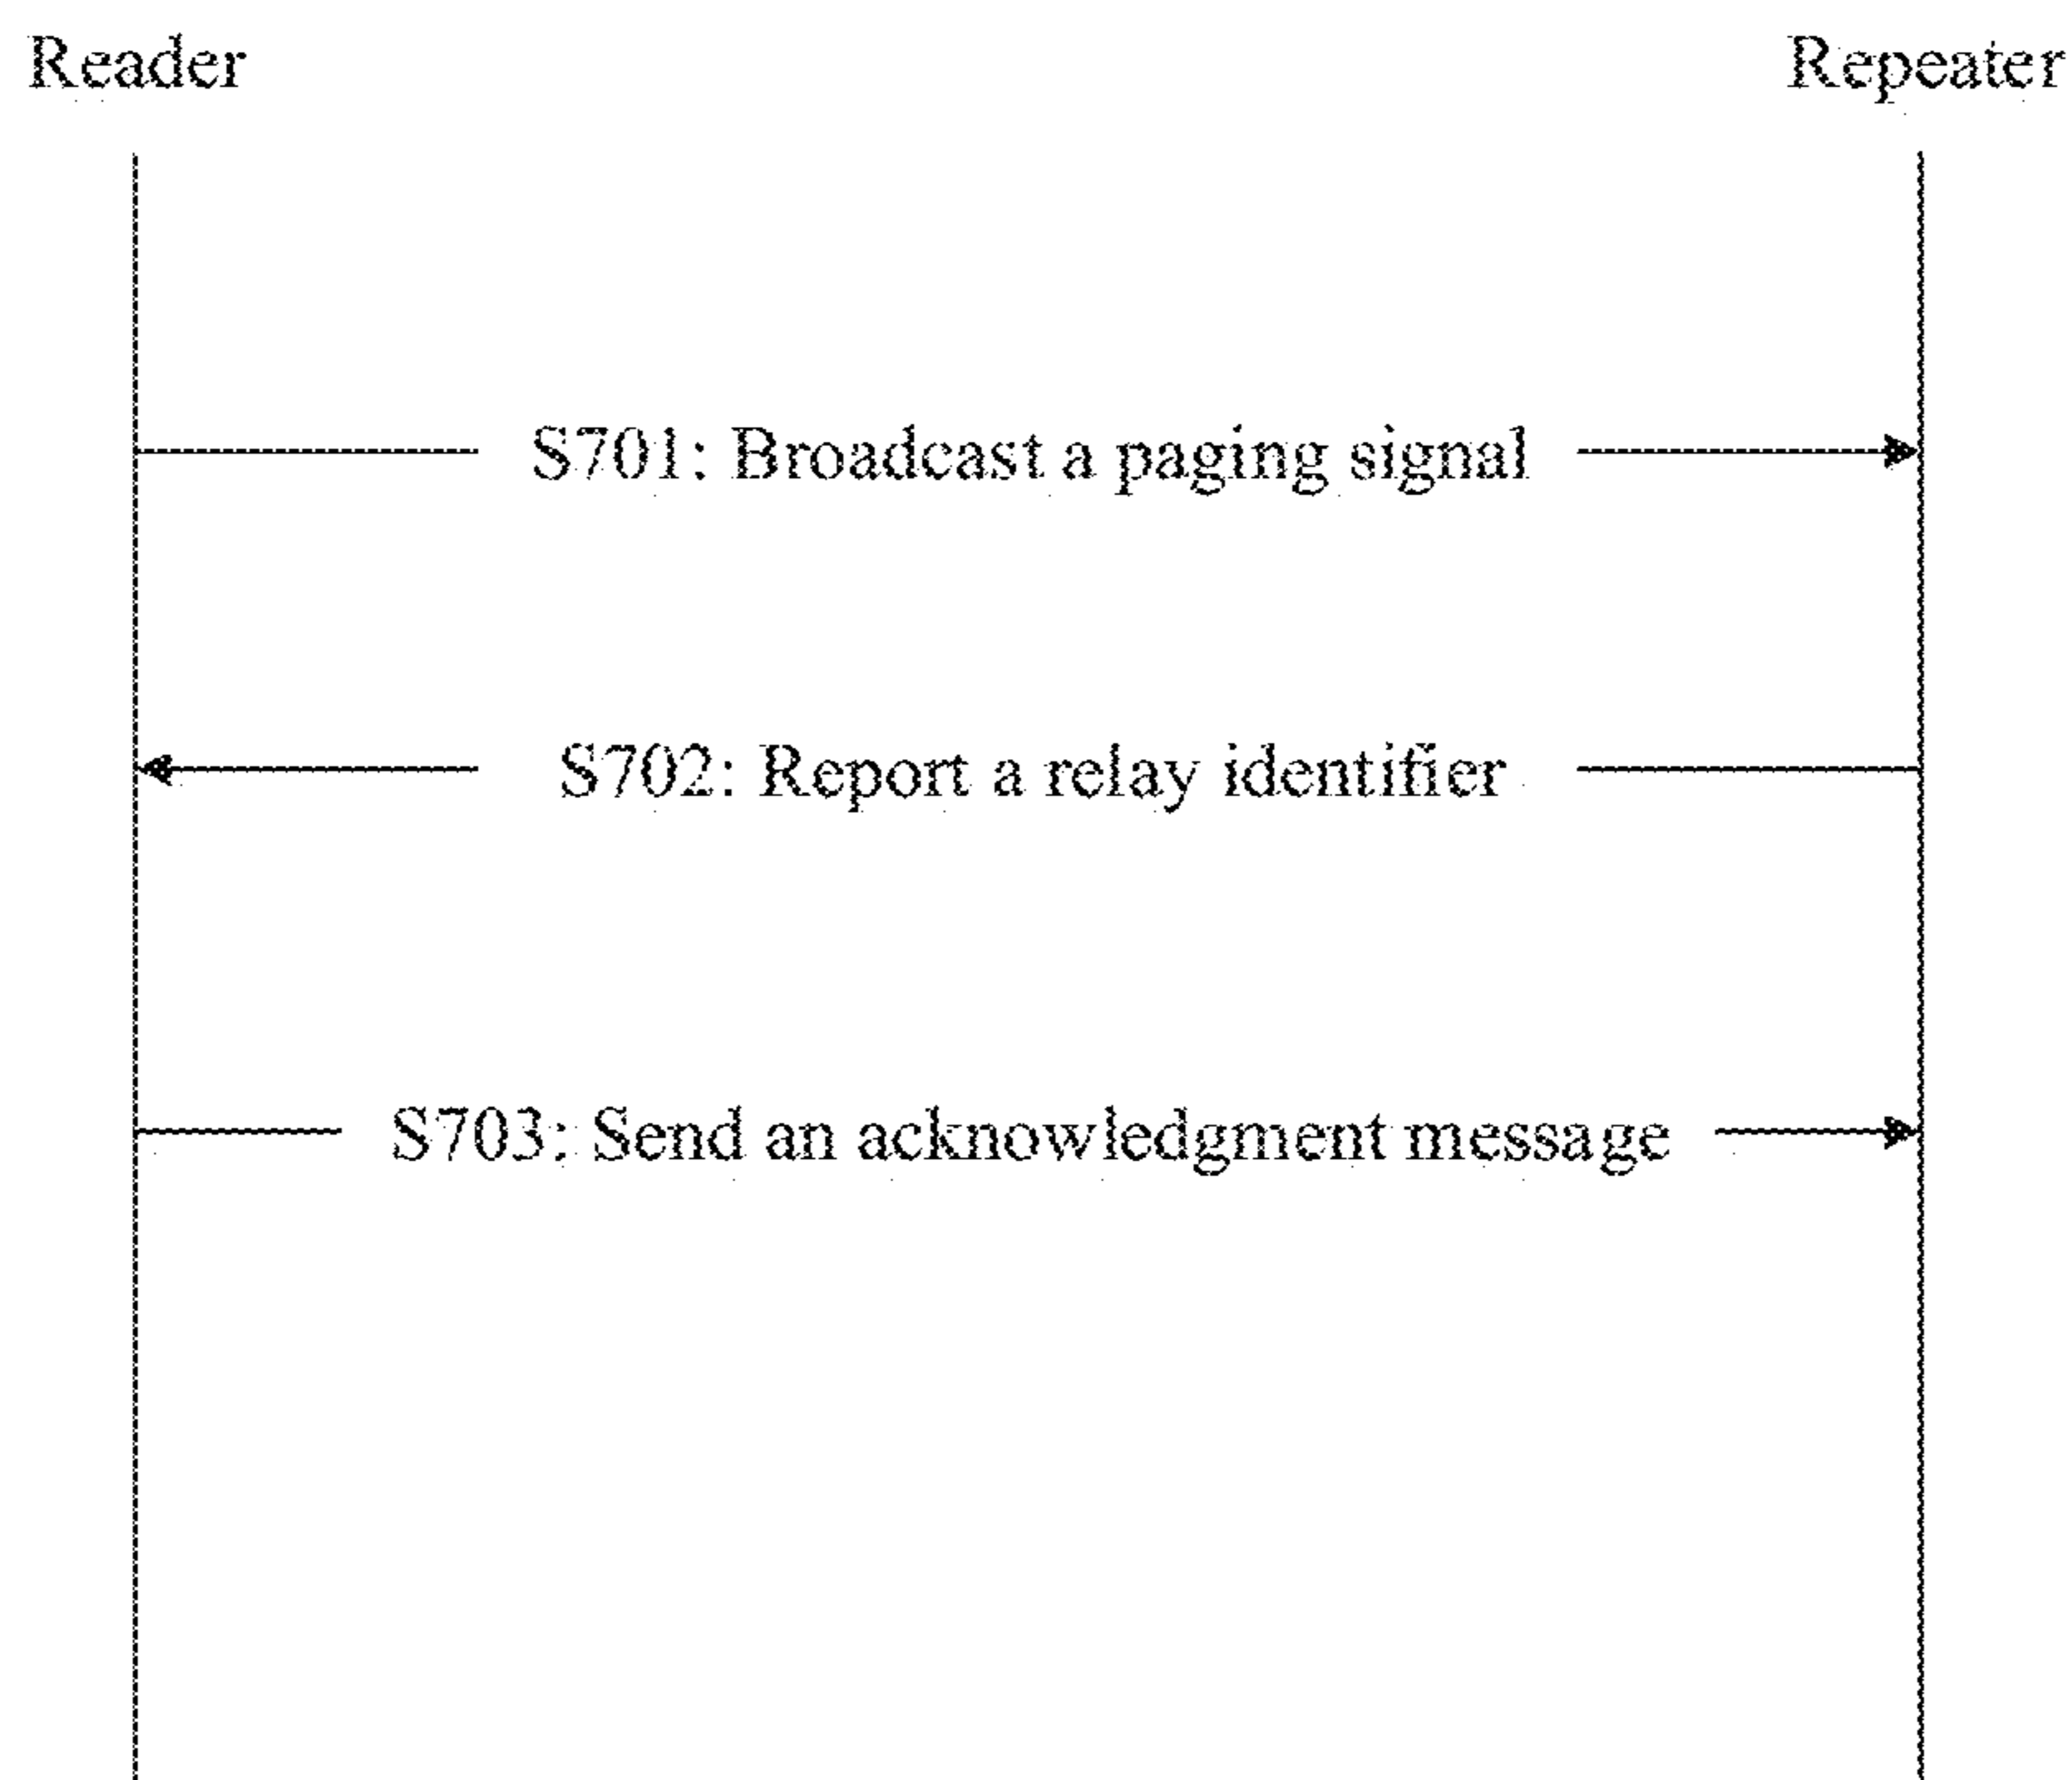 Reader
Repeater
S701: Broadcast a paging signal
S702: Report a relay identifier
S703: Send an acknowledgment message